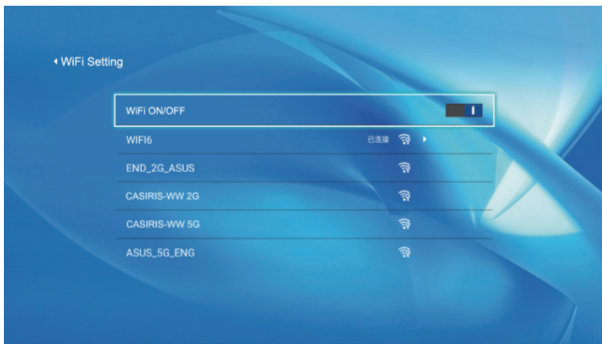 WiFi Setting
WiFi ON/OFF
WIFI6 已连接
END_2G_ASUS
CASIRIS-WW 2G
CASIRIS-WW 5G
ASUS_5G_ENG